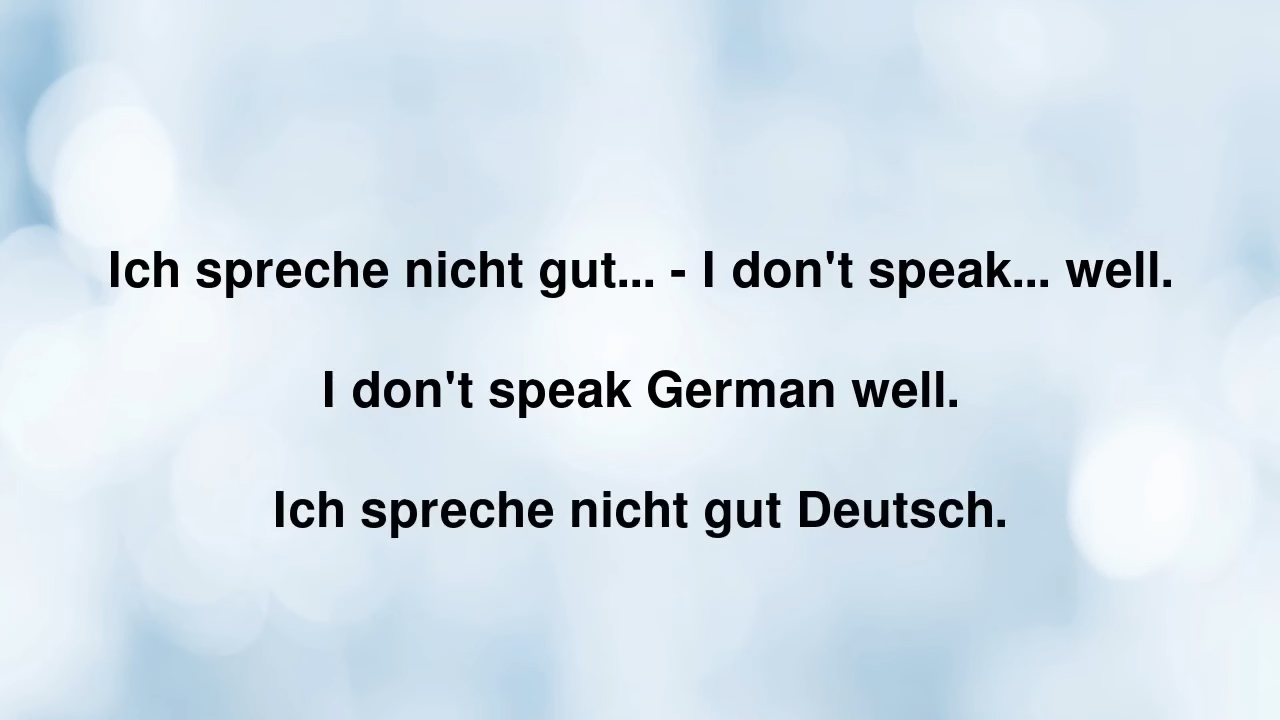 Ich spreche nicht gut... - I don't speak... well.
I don't speak German well.
Ich spreche nicht gut Deutsch.